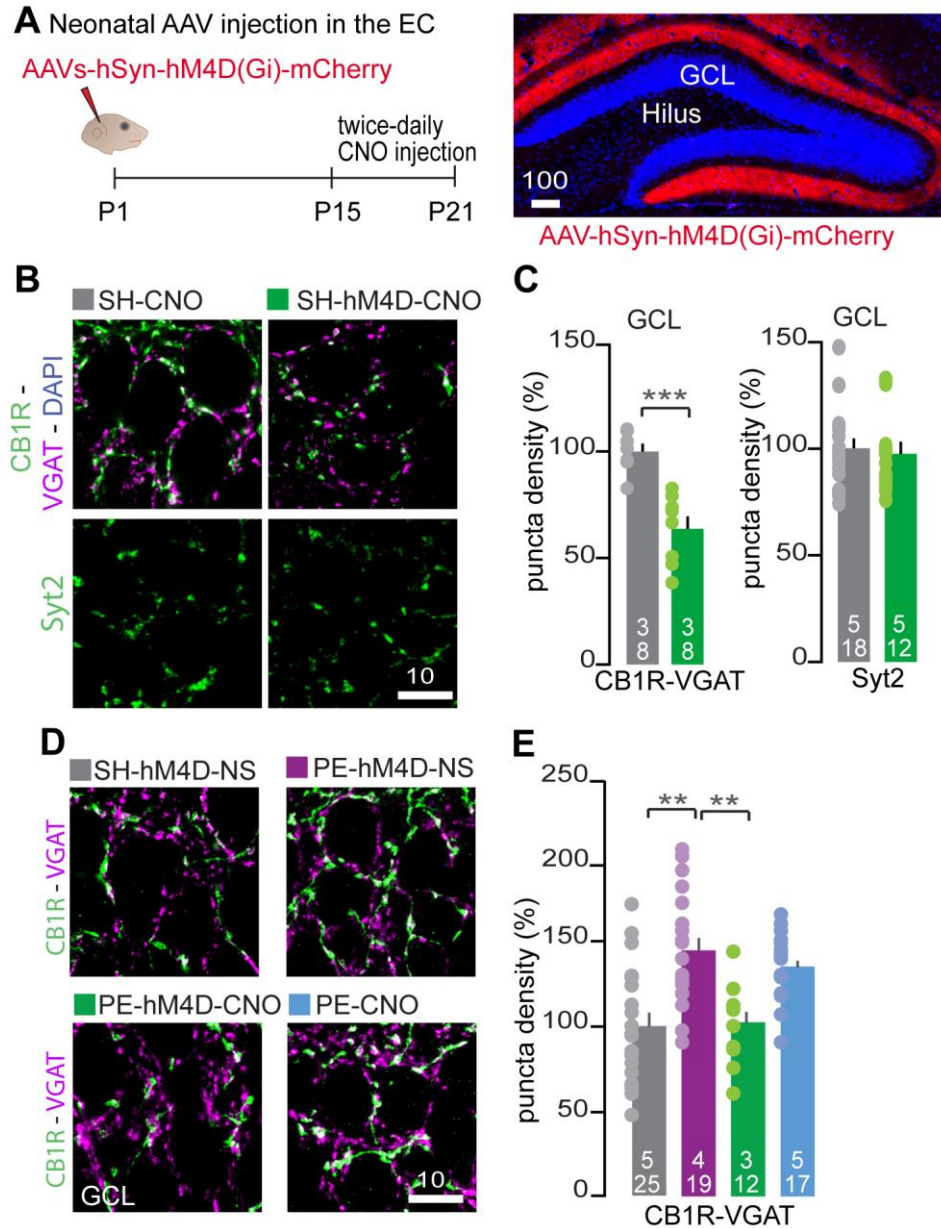 A Neonatal AAV injection in the EC
AAVs-hSyn-hM4D(Gi)-mCherry
twice-daily
CNO injection
P1 P15 P21
GCL
Hilus
100
AAV-hSyn-hM4D(Gi)-mCherry
B
SH-CNO SH-hM4D-CNO
CB1R -
VGAT - DAPI
Syt2
10
C
GCL
puncta density (%)
150
100
50
0
***
3
8
3
8
CB1R-VGAT
GCL
puncta density (%)
150
100
50
0
5
18
5
12
Syt2
D
SH-hM4D-NS PE-hM4D-NS
CB1R - VGAT
PE-hM4D-CNO PE-CNO
CB1R - VGAT
GCL
10
E
puncta density (%)
250
200
150
100
50
0
** **
5
25
4
19
3
12
5
17
CB1R-VGAT